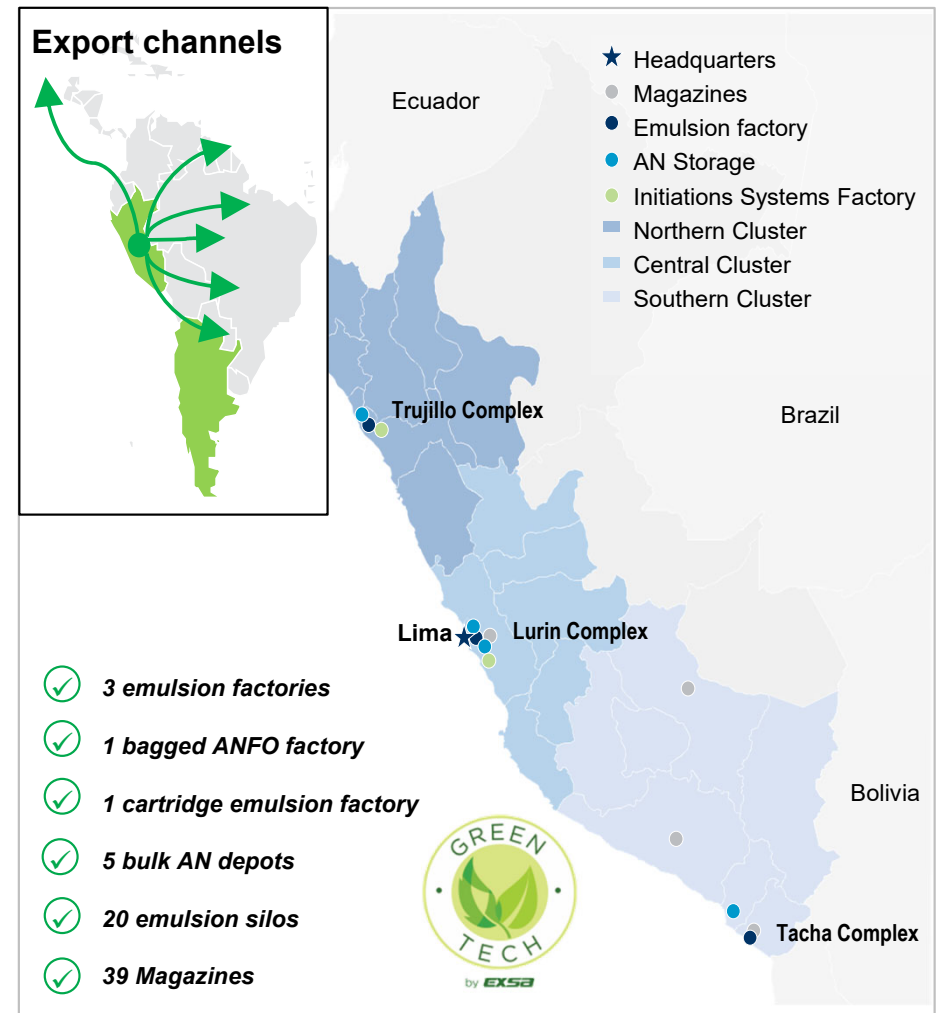 Export channels
Headquarters
Magazines
Emulsion factory
AN Storage
Initiations Systems Factory
Northern Cluster
Central Cluster
Southern Cluster
Ecuador
Brazil
Trujillo Complex
Lima
Lurin Complex
Bolivia
Tacha Complex
3 emulsion factories
1 bagged ANFO factory
1 cartridge emulsion factory
5 bulk AN depots
20 emulsion silos
39 Magazines
GREEN
TECH
by EXSA